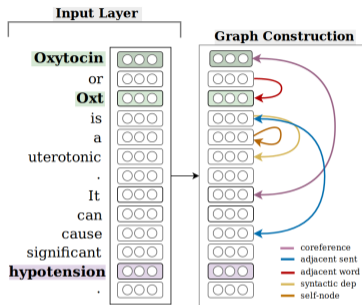 Input Layer
Graph Construction
Oxytocin
or
Oxt
is
a
uterotonic
.
It
can
cause
significant
hypotension
.
coreference
adjacent sent
adjacent word
syntactic dep
self-node